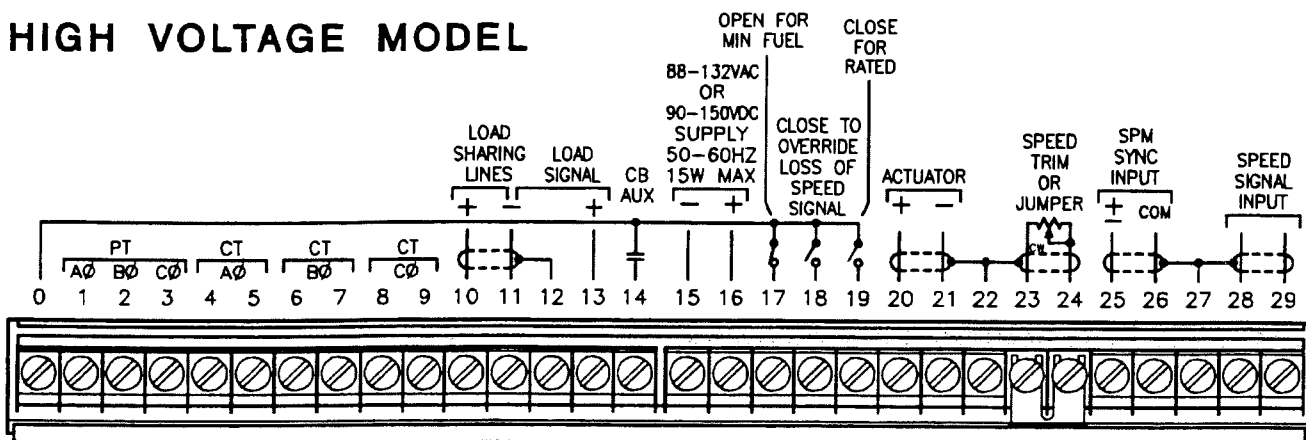 HIGH VOLTAGE MODEL
OPEN FOR
MIN FUEL
CLOSE
FOR
RATED
88-132VAC
OR
90-150VDC
SUPPLY
50-60HZ
15W MAX
CLOSE TO
OVERRIDE
LOSS OF
SPEED
SIGNAL
LOAD
SHARING
LINES
LOAD
SIGNAL
CB
AUX
ACTUATOR
SPEED
TRIM
OR
JUMPER
SPM
SYNC
INPUT
SPEED
SIGNAL
INPUT
+ − + − + + − ± COM
PT CT CT CT
AØ BØ CØ AØ BØ CØ
CW
0 1 2 3 4 5 6 7 8 9 10 11 12 13 14 15 16 17 18 19 20 21 22 23 24 25 26 27 28 29